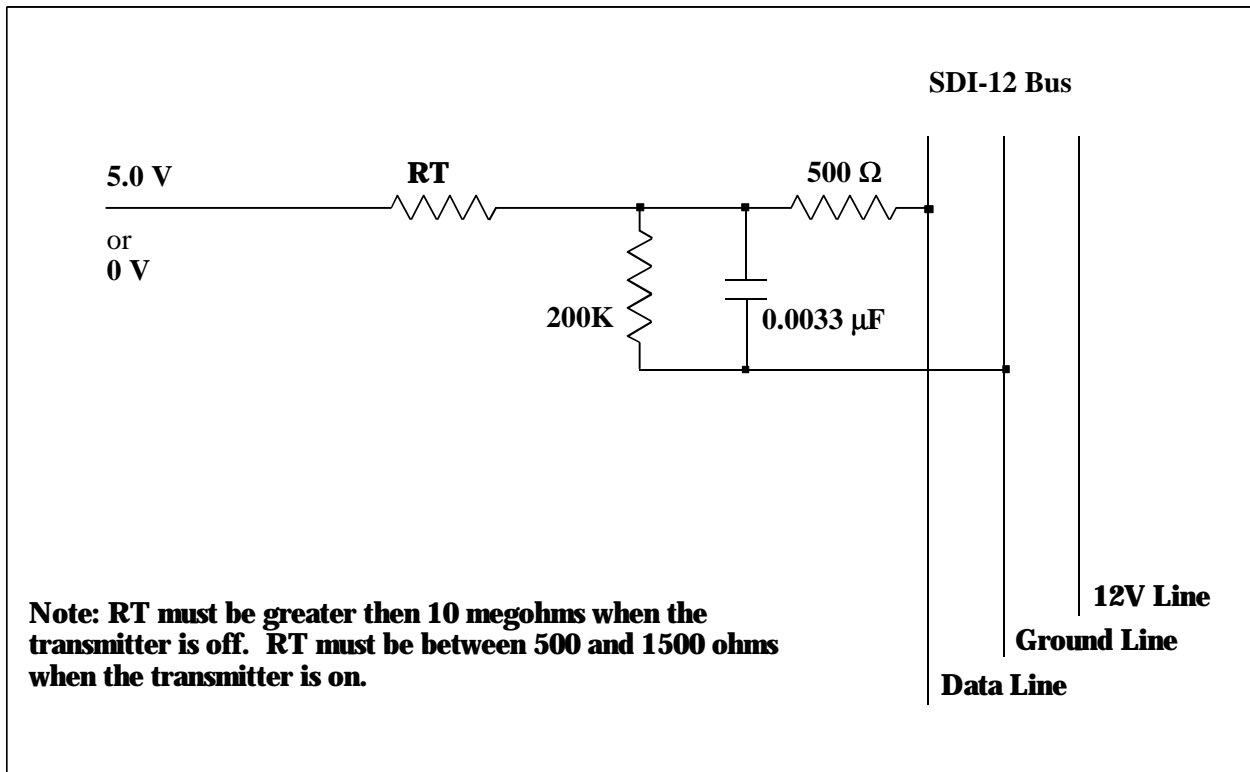 SDI-12 Bus
5.0 V
RT
500 Ω
or
0 V
200K
0.0033 µF
12V Line
Ground Line
Data Line
Note: RT must be greater then 10 megohms when the
transmitter is off. RT must be between 500 and 1500 ohms
when the transmitter is on.